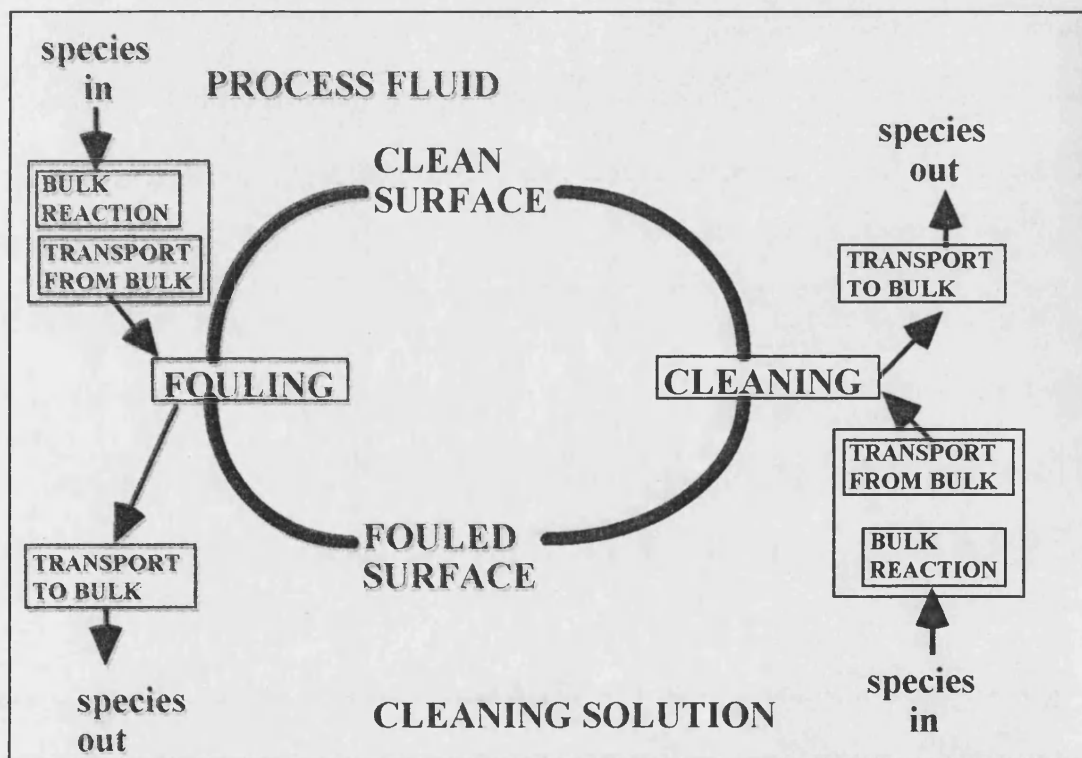 species
in
PROCESS FLUID
BULK
REACTION
TRANSPORT
FROM BULK
CLEAN
SURFACE
species
out
TRANSPORT
TO BULK
FOULING
CLEANING
TRANSPORT
FROM BULK
BULK
REACTION
FOULED
SURFACE
TRANSPORT
TO BULK
species
out
CLEANING SOLUTION
species
in